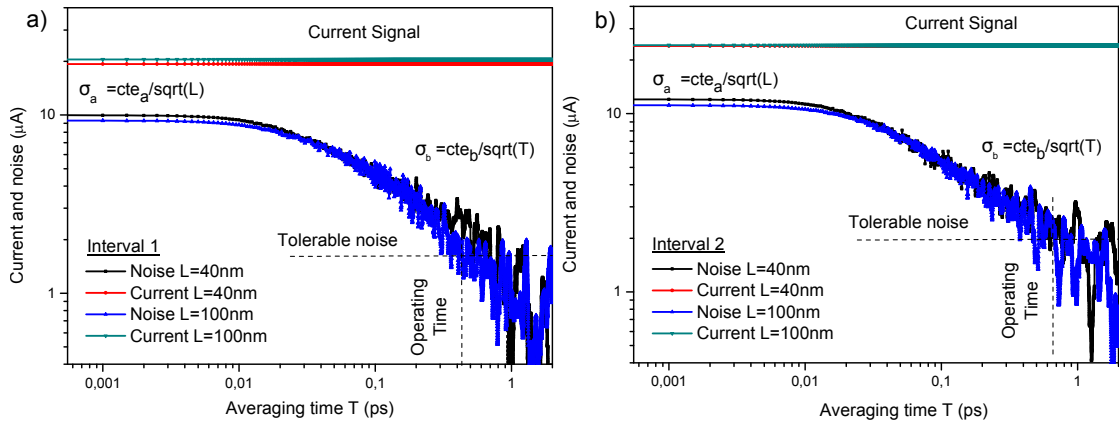 a)
Current Signal
σa =ctea/sqrt(L)
10
σb =cteb/sqrt(T)
Tolerable noise
Interval 1
Noise L=40nm
Current L=40nm
Noise L=100nm
Current L=100nm
Operating
Time
1
Current and noise (μA)
0,001
0,01
0,1
1
Averaging time T (ps)
b)
Current Signal
σa =ctea/sqrt(L)
10
σb =cteb/sqrt(T)
Tolerable noise
Interval 2
Noise L=40nm
Current L=40nm
Noise L=100nm
Current L=100nm
Operating
Time
1
Current and noise (μA)
0,001
0,01
0,1
1
Averaging time T (ps)